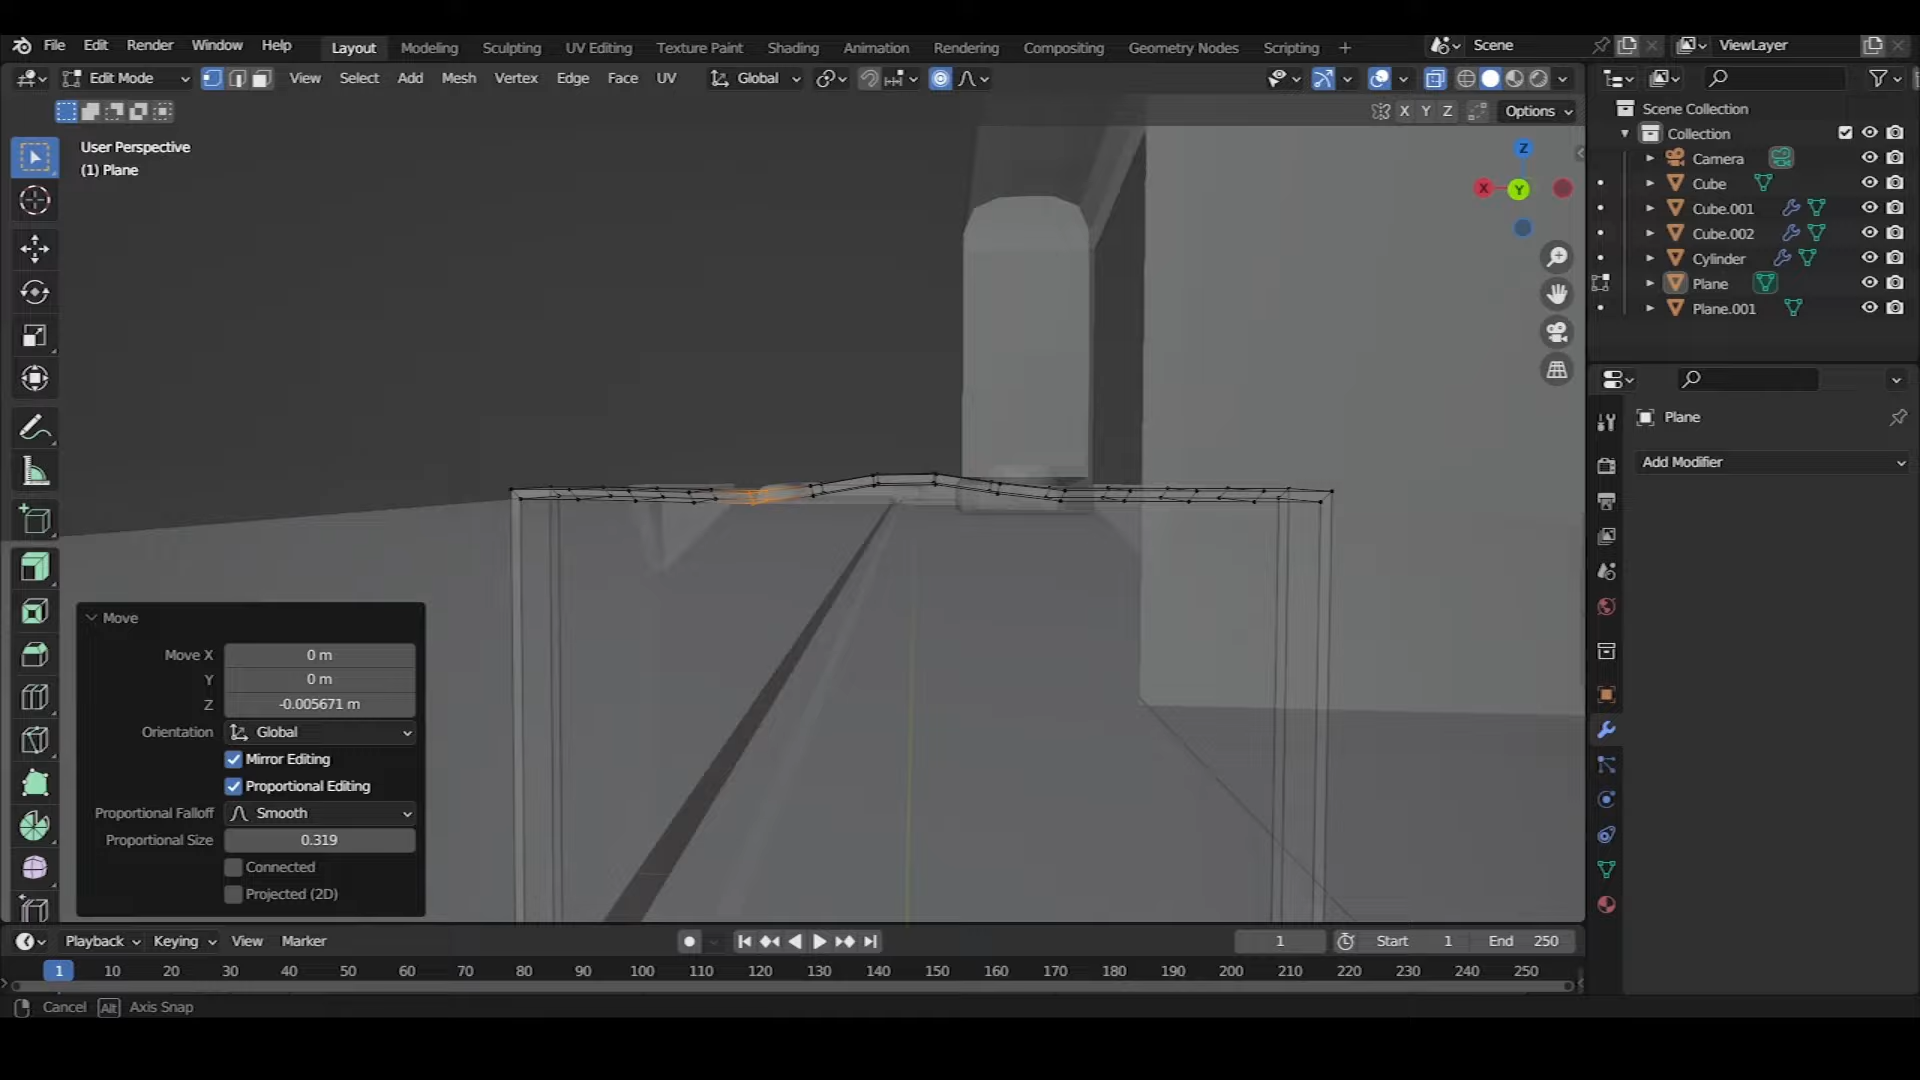 File Edit Render Window Help Layout Modeling Sculpting UV Editing Texture Paint Shading Animation Rendering Compositing Geometry Nodes Scripting + Scene ViewLayer
Edit Mode View Select Add Mesh Vertex Edge Face UV Global
X Y Z Options
User Perspective
(1) Plane
Z
X Y
Scene Collection
Collection
Camera
Cube
Cube.001
Cube.002
Cylinder
Plane
Plane.001
Plane
Add Modifier
Move
Move X 0 m
Y 0 m
Z -0.005671 m
Orientation Global
Mirror Editing
Proportional Editing
Proportional Falloff Smooth
Proportional Size 0.319
Connected
Projected (2D)
Playback Keying View Marker 1 Start 1 End 250
1 10 20 30 40 50 60 70 80 90 100 110 120 130 140 150 160 170 180 190 200 210 220 230 240 250
Cancel Alt Axis Snap